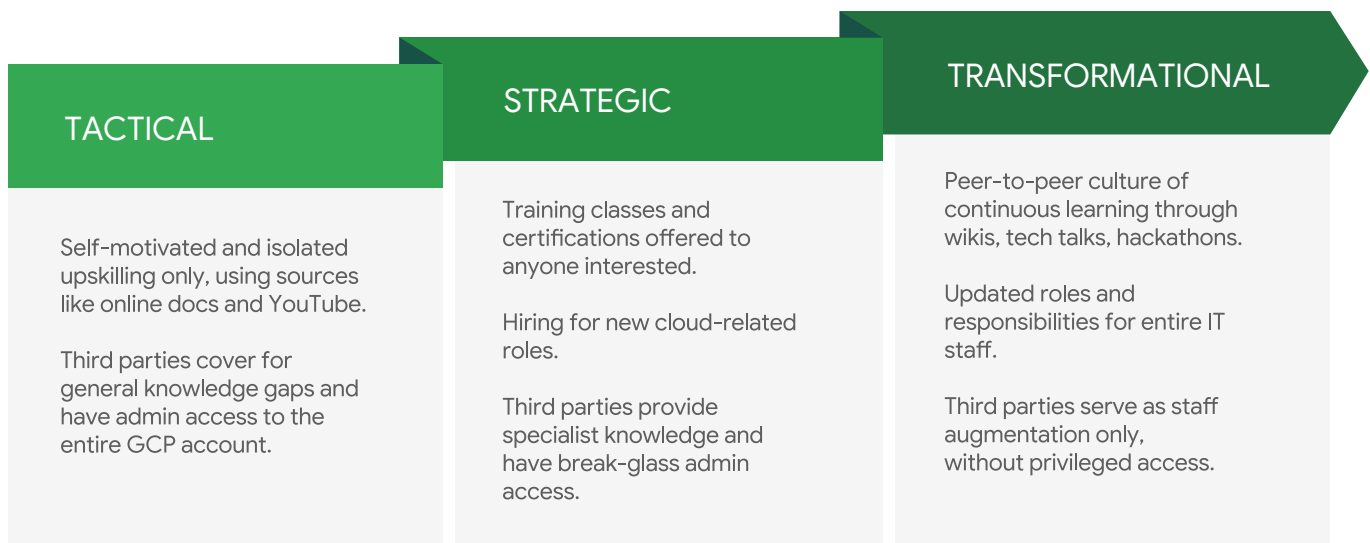 TACTICAL
Self-motivated and isolated
upskilling only, using sources
like online docs and YouTube.
Third parties cover for
general knowledge gaps and
have admin access to the
entire GCP account.
STRATEGIC
Training classes and
certifications offered to
anyone interested.
Hiring for new cloud-related
roles.
Third parties provide
specialist knowledge and
have break-glass admin
access.
TRANSFORMATIONAL
Peer-to-peer culture of
continuous learning through
wikis, tech talks, hackathons.
Updated roles and
responsibilities for entire IT
staff.
Third parties serve as staff
augmentation only,
without privileged access.